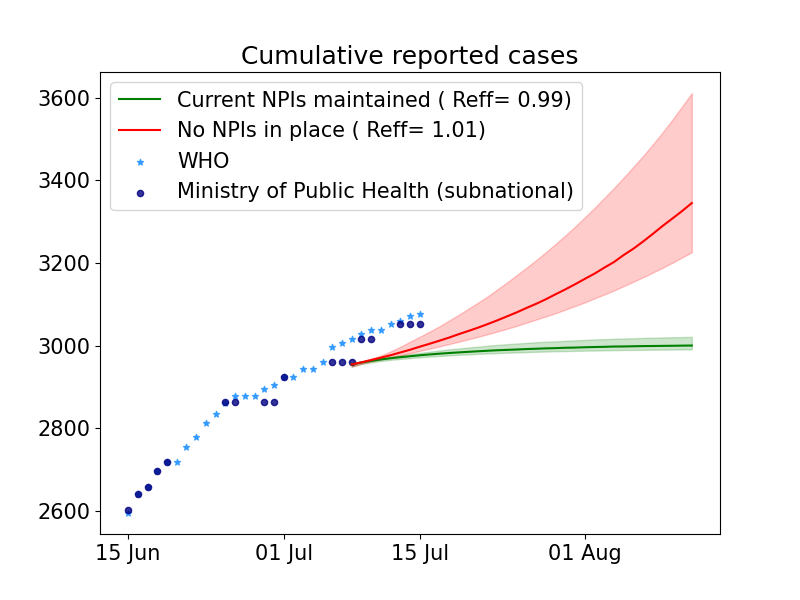 Cumulative reported cases
Current NPIs maintained ( Reff= 0.99)
No NPIs in place ( Reff= 1.01)
WHO
Ministry of Public Health (subnational)
3600
3400
3200
3000
2800
2600
15 Jun
01 Jul
15 Jul
01 Aug